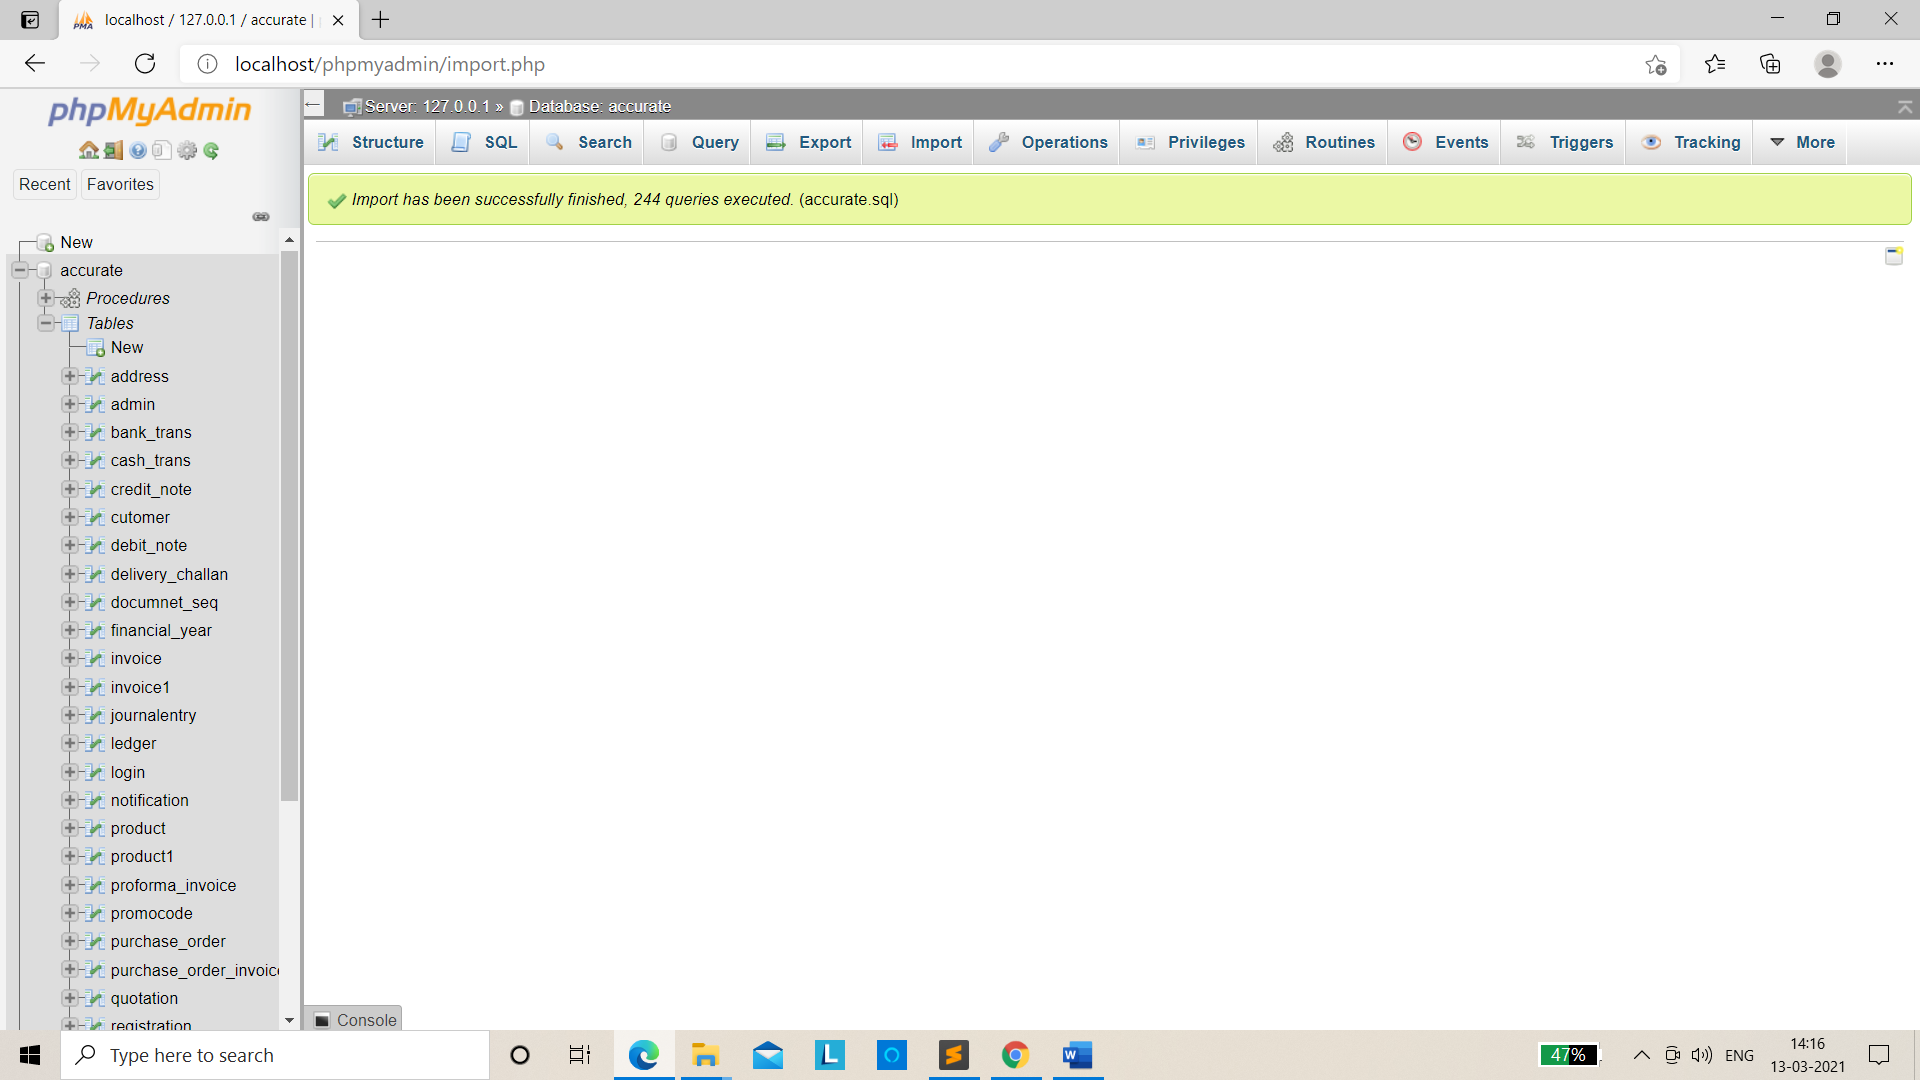 localhost / 127.0.0.1 / accurate |
localhost/phpmyadmin/import.php
phpMyAdmin
Recent Favorites
New
accurate
Procedures
Tables
New
address
admin
bank_trans
cash_trans
credit_note
cutomer
debit_note
delivery_challan
documnet_seq
financial_year
invoice
invoice1
journalentry
ledger
login
notification
product
product1
proforma_invoice
promocode
purchase_order
purchase_order_invoice
quotation
registration
Server: 127.0.0.1 » Database: accurate
Structure SQL Search Query Export Import Operations Privileges Routines Events Triggers Tracking More
Import has been successfully finished, 244 queries executed. (accurate.sql)
Console
Type here to search
47%
ENG
14:16
13-03-2021